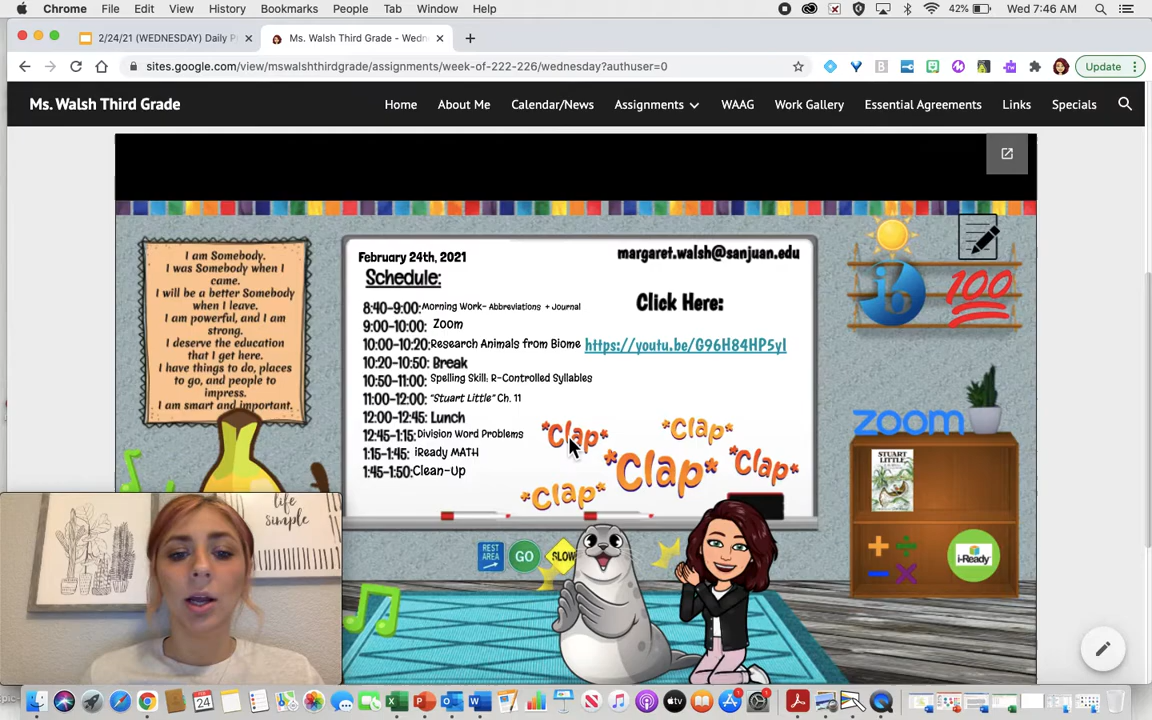 Chrome File Edit View History Bookmarks People Tab Window Help 42% Wed 7:46 AM
2/24/21 (WEDNESDAY) Daily P
Ms. Walsh Third Grade - Wedn
sites.google.com/view/mswalshthirdgrade/assignments/week-of-222-226/wednesday?authuser=0
Update
Ms. Walsh Third Grade
Home About Me Calendar/News Assignments WAAG Work Gallery Essential Agreements Links Specials
I am Somebody.
I was Somebody when I
came.
I will be a better Somebody
when I leave.
I am powerful, and I am
strong.
I deserve the education
that I get here.
I have things to do, places
to go, and people to
impress.
I am smart and important.
February 24th, 2021
margaret.walsh@sanjuan.edu
Schedule:
Click Here:
8:40-9:00: Morning Work- Abbreviations + Journal
9:00-10:00: Zoom
10:00-10:20: Research Animals from Biome
https://youtu.be/G96H84HP5yI
10:20-10:50: Break
10:50-11:00: Spelling Skill: R-Controlled Syllables
11:00-12:00: "Stuart Little" Ch. 11
12:00-12:45: Lunch
12:45-1:15: Division Word Problems
1:15-1:45: iReady MATH
1:45-1:50: Clean-Up
*Clap*
*Clap*
*Clap*
*Clap*
*Clap*
ib
100
zoom
STUART
LITTLE
i-Ready
REST
AREA
GO
SLOW
life
simple
FEB
24